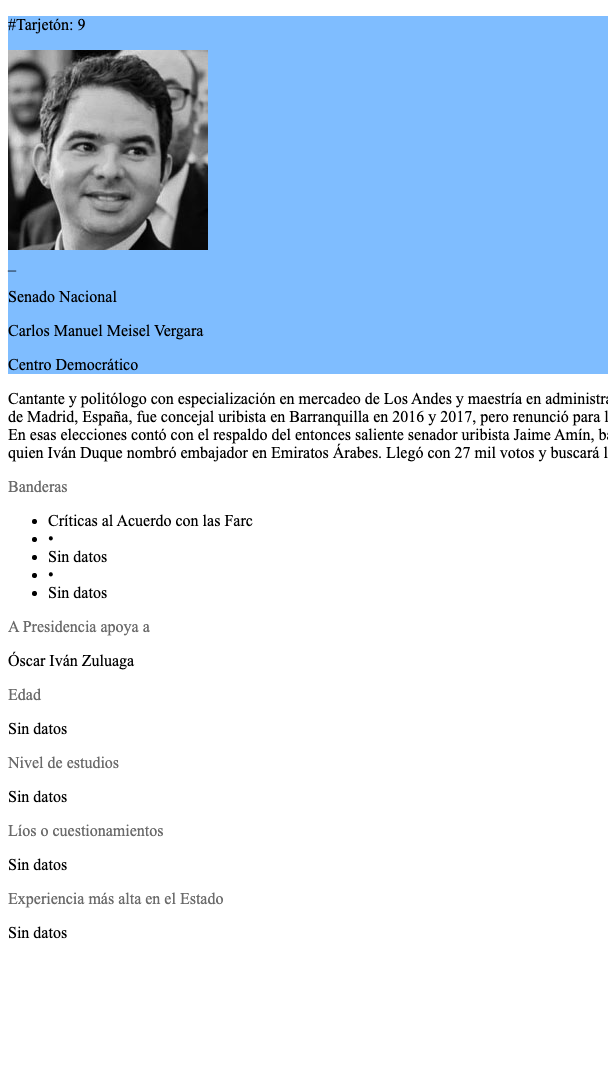 #Tarjetón: 9
_
Senado Nacional
Carlos Manuel Meisel Vergara
Centro Democrático
Cantante y politólogo con especialización en mercadeo de Los Andes y maestría en administra
de Madrid, España, fue concejal uribista en Barranquilla en 2016 y 2017, pero renunció para l
En esas elecciones contó con el respaldo del entonces saliente senador uribista Jaime Amín, ba
quien Iván Duque nombró embajador en Emiratos Árabes. Llegó con 27 mil votos y buscará l
Banderas
• Críticas al Acuerdo con las Farc
• •
• Sin datos
• •
• Sin datos
A Presidencia apoya a
Óscar Iván Zuluaga
Edad
Sin datos
Nivel de estudios
Sin datos
Líos o cuestionamientos
Sin datos
Experiencia más alta en el Estado
Sin datos